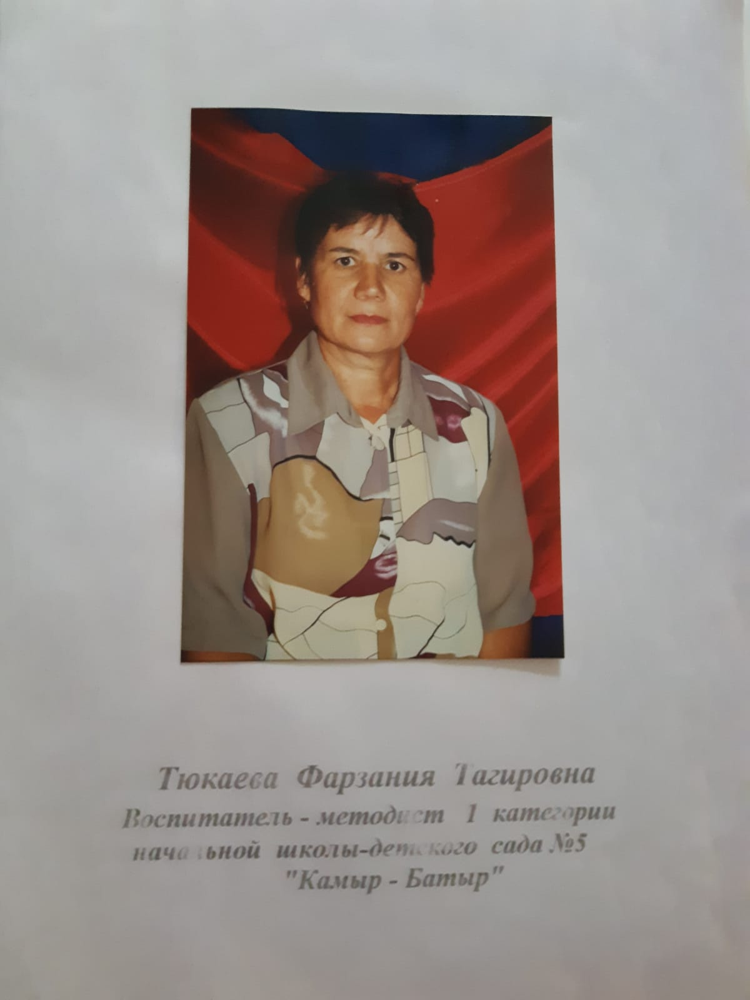 Тюкаева Фарзания Тагировна
Воспитатель - методист 1 категории
начальной школы-детского сада №5
"Камыр - Батыр"